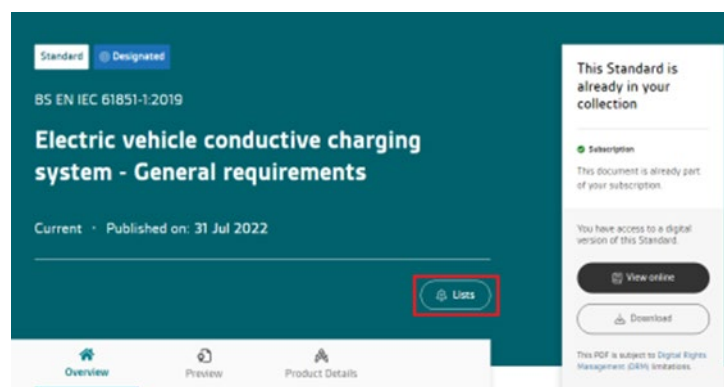 Standard Designated
BS EN IEC 61851-1:2019
Electric vehicle conductive charging
system - General requirements
Current · Published on: 31 Jul 2022
Lists
Overview Preview Product Details
This Standard is
already in your
collection
Subscription
This document is already part
of your subscription.
You have access to a digital
version of this Standard.
View online
Download
This PDF is subject to Digital Rights
Management (DRM) limitations.